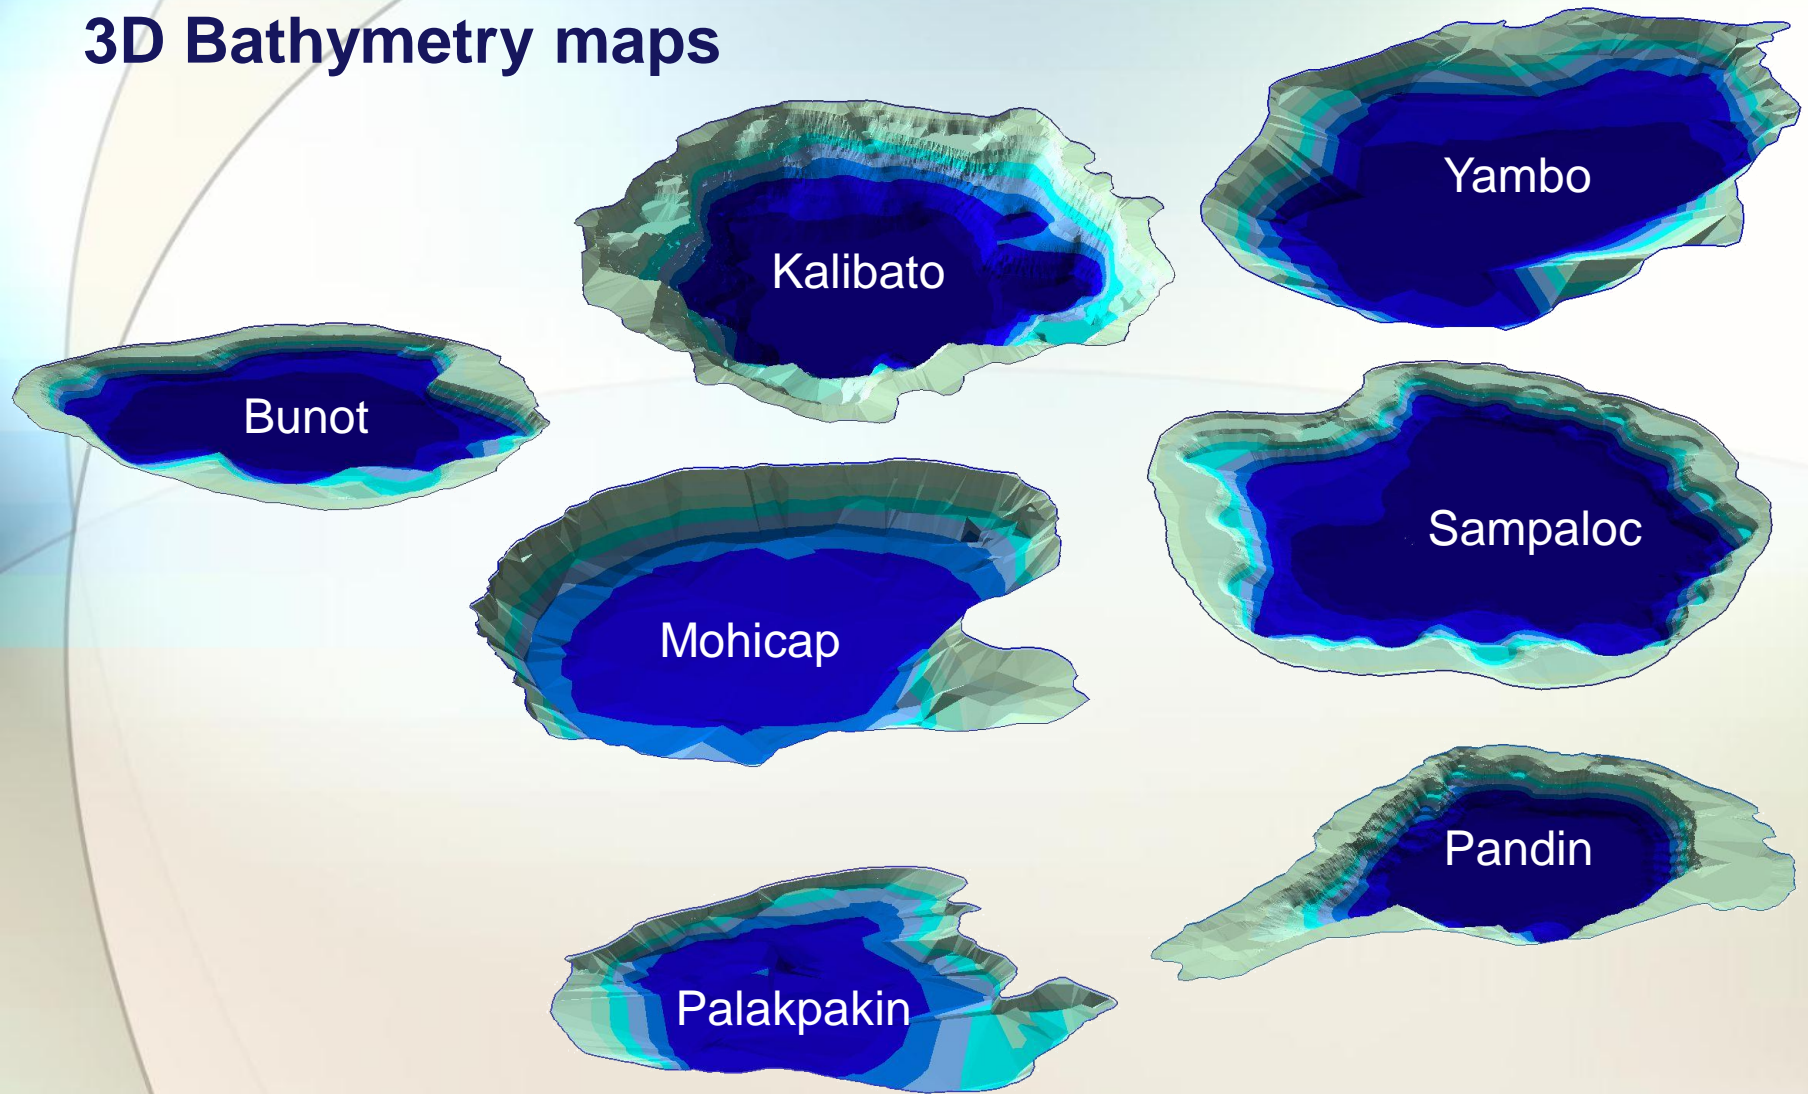 3D Bathymetry maps
Yambo
Kalibato
Bunot
Sampaloc
Mohicap
Pandin
Palakpakin